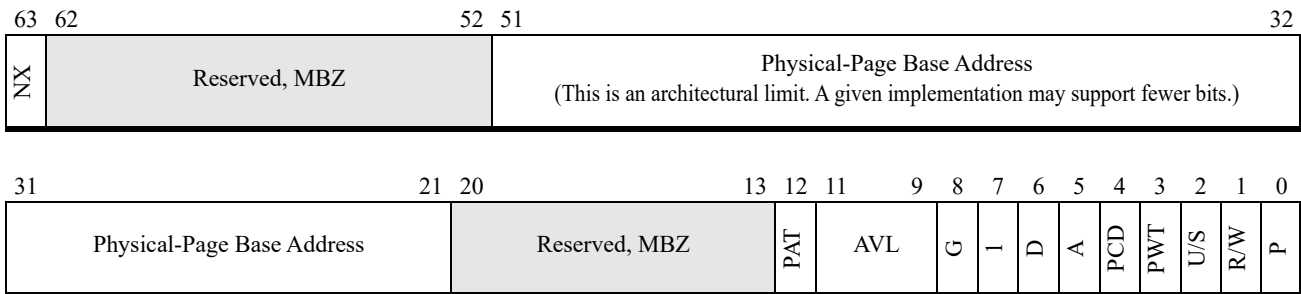 63 62 52 51 32
NX Reserved, MBZ Physical-Page Base Address
(This is an architectural limit. A given implementation may support fewer bits.)
31 21 20 13 12 11 9 8 7 6 5 4 3 2 1 0
Physical-Page Base Address Reserved, MBZ PAT AVL G 1 D A PCD PWT U/S R/W P